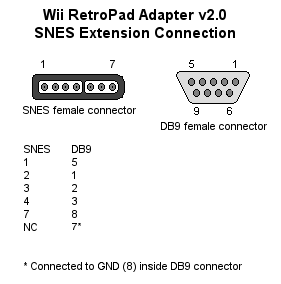 Wii RetroPad Adapter v2.0
SNES Extension Connection
1 7
5 1
SNES female connector
9 6
DB9 female connector
SNES DB9
1 5
2 1
3 2
4 3
7 8
NC 7*
* Connected to GND (8) inside DB9 connector